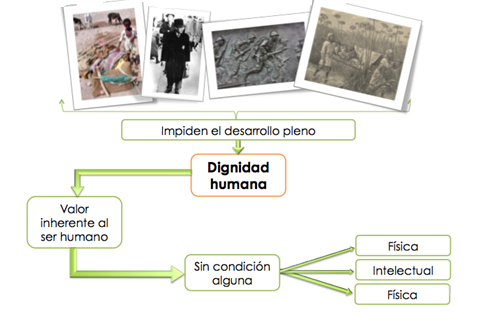 Impiden el desarrollo pleno
Dignidad
humana
Valor
inherente al
ser humano
Sin condición
alguna
Física
Intelectual
Física